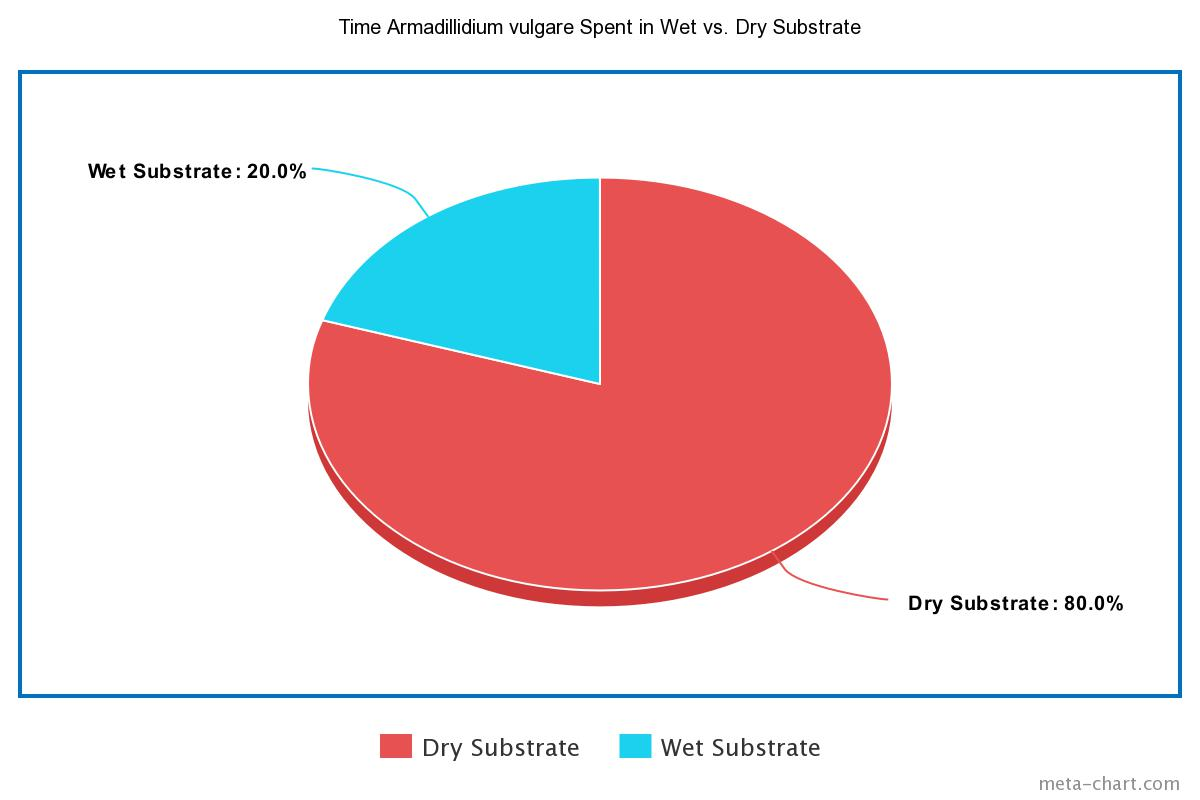 Time Armadillidium vulgare Spent in Wet vs. Dry Substrate
Wet Substrate: 20.0%
Dry Substrate: 80.0%
Dry Substrate
Wet Substrate
meta-chart.com